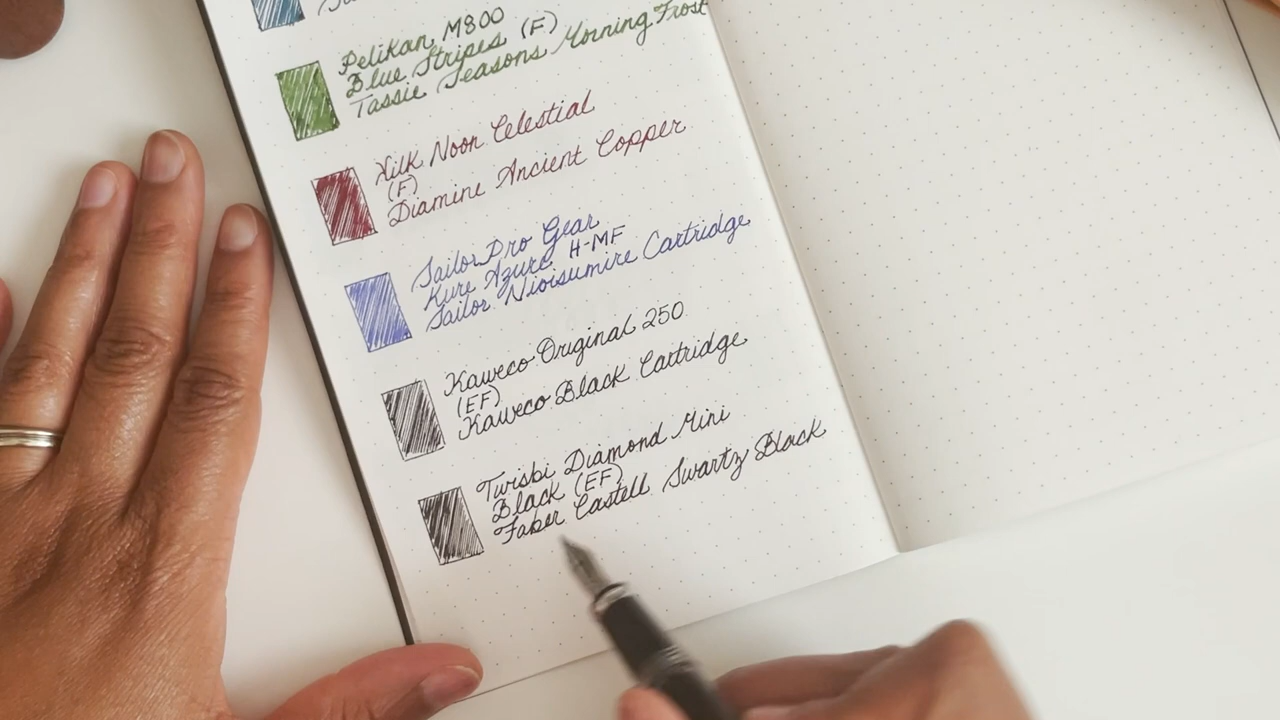 Pelikan M800
Blue Stripes (F)
Tassie Seasons Morning Frost
Xilk Noor Celestial
(F)
Diamine Ancient Copper
Sailor Pro Gear
Kure Azure H-MF
Sailor Nioisumire Cartridge
Kaweco Original 250
(EF)
Kaweco Black Cartridge
Twisbi Diamond Mini
Black (EF)
Faber Castell Swartz Black